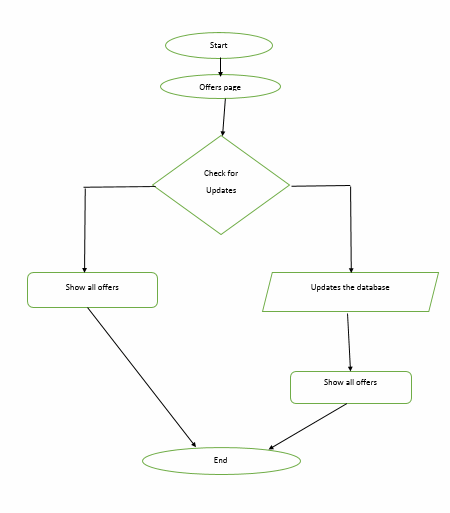 Start
Offers page
Check for
Updates
Show all offers
Updates the database
Show all offers
End